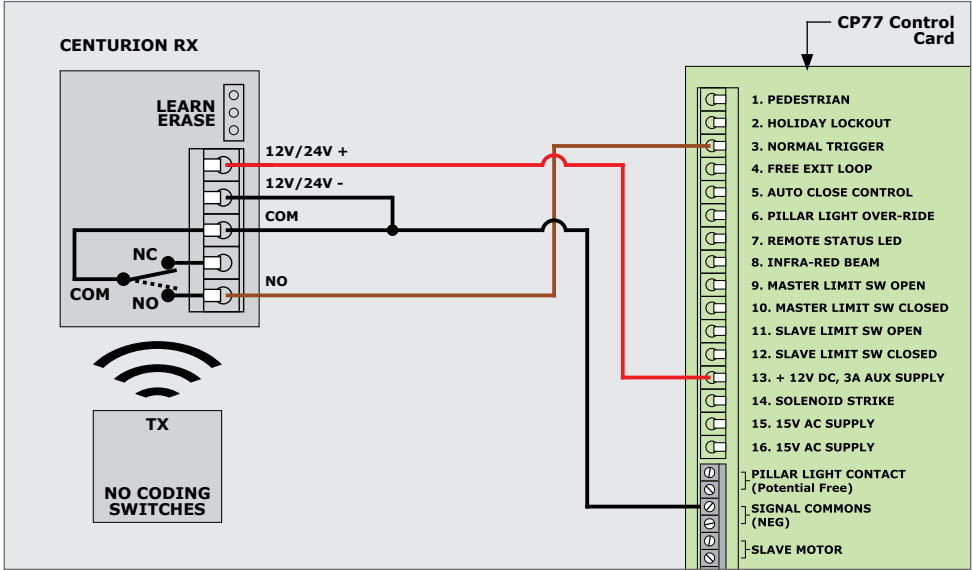 CP77 Control
Card
CENTURION RX
LEARN
ERASE
12V/24V +
12V/24V -
COM
NC
COM
NO
NO
TX
NO CODING
SWITCHES
1. PEDESTRIAN
2. HOLIDAY LOCKOUT
3. NORMAL TRIGGER
4. FREE EXIT LOOP
5. AUTO CLOSE CONTROL
6. PILLAR LIGHT OVER-RIDE
7. REMOTE STATUS LED
8. INFRA-RED BEAM
9. MASTER LIMIT SW OPEN
10. MASTER LIMIT SW CLOSED
11. SLAVE LIMIT SW OPEN
12. SLAVE LIMIT SW CLOSED
13. + 12V DC, 3A AUX SUPPLY
14. SOLENOID STRIKE
15. 15V AC SUPPLY
16. 15V AC SUPPLY
PILLAR LIGHT CONTACT
(Potential Free)
SIGNAL COMMONS
(NEG)
SLAVE MOTOR